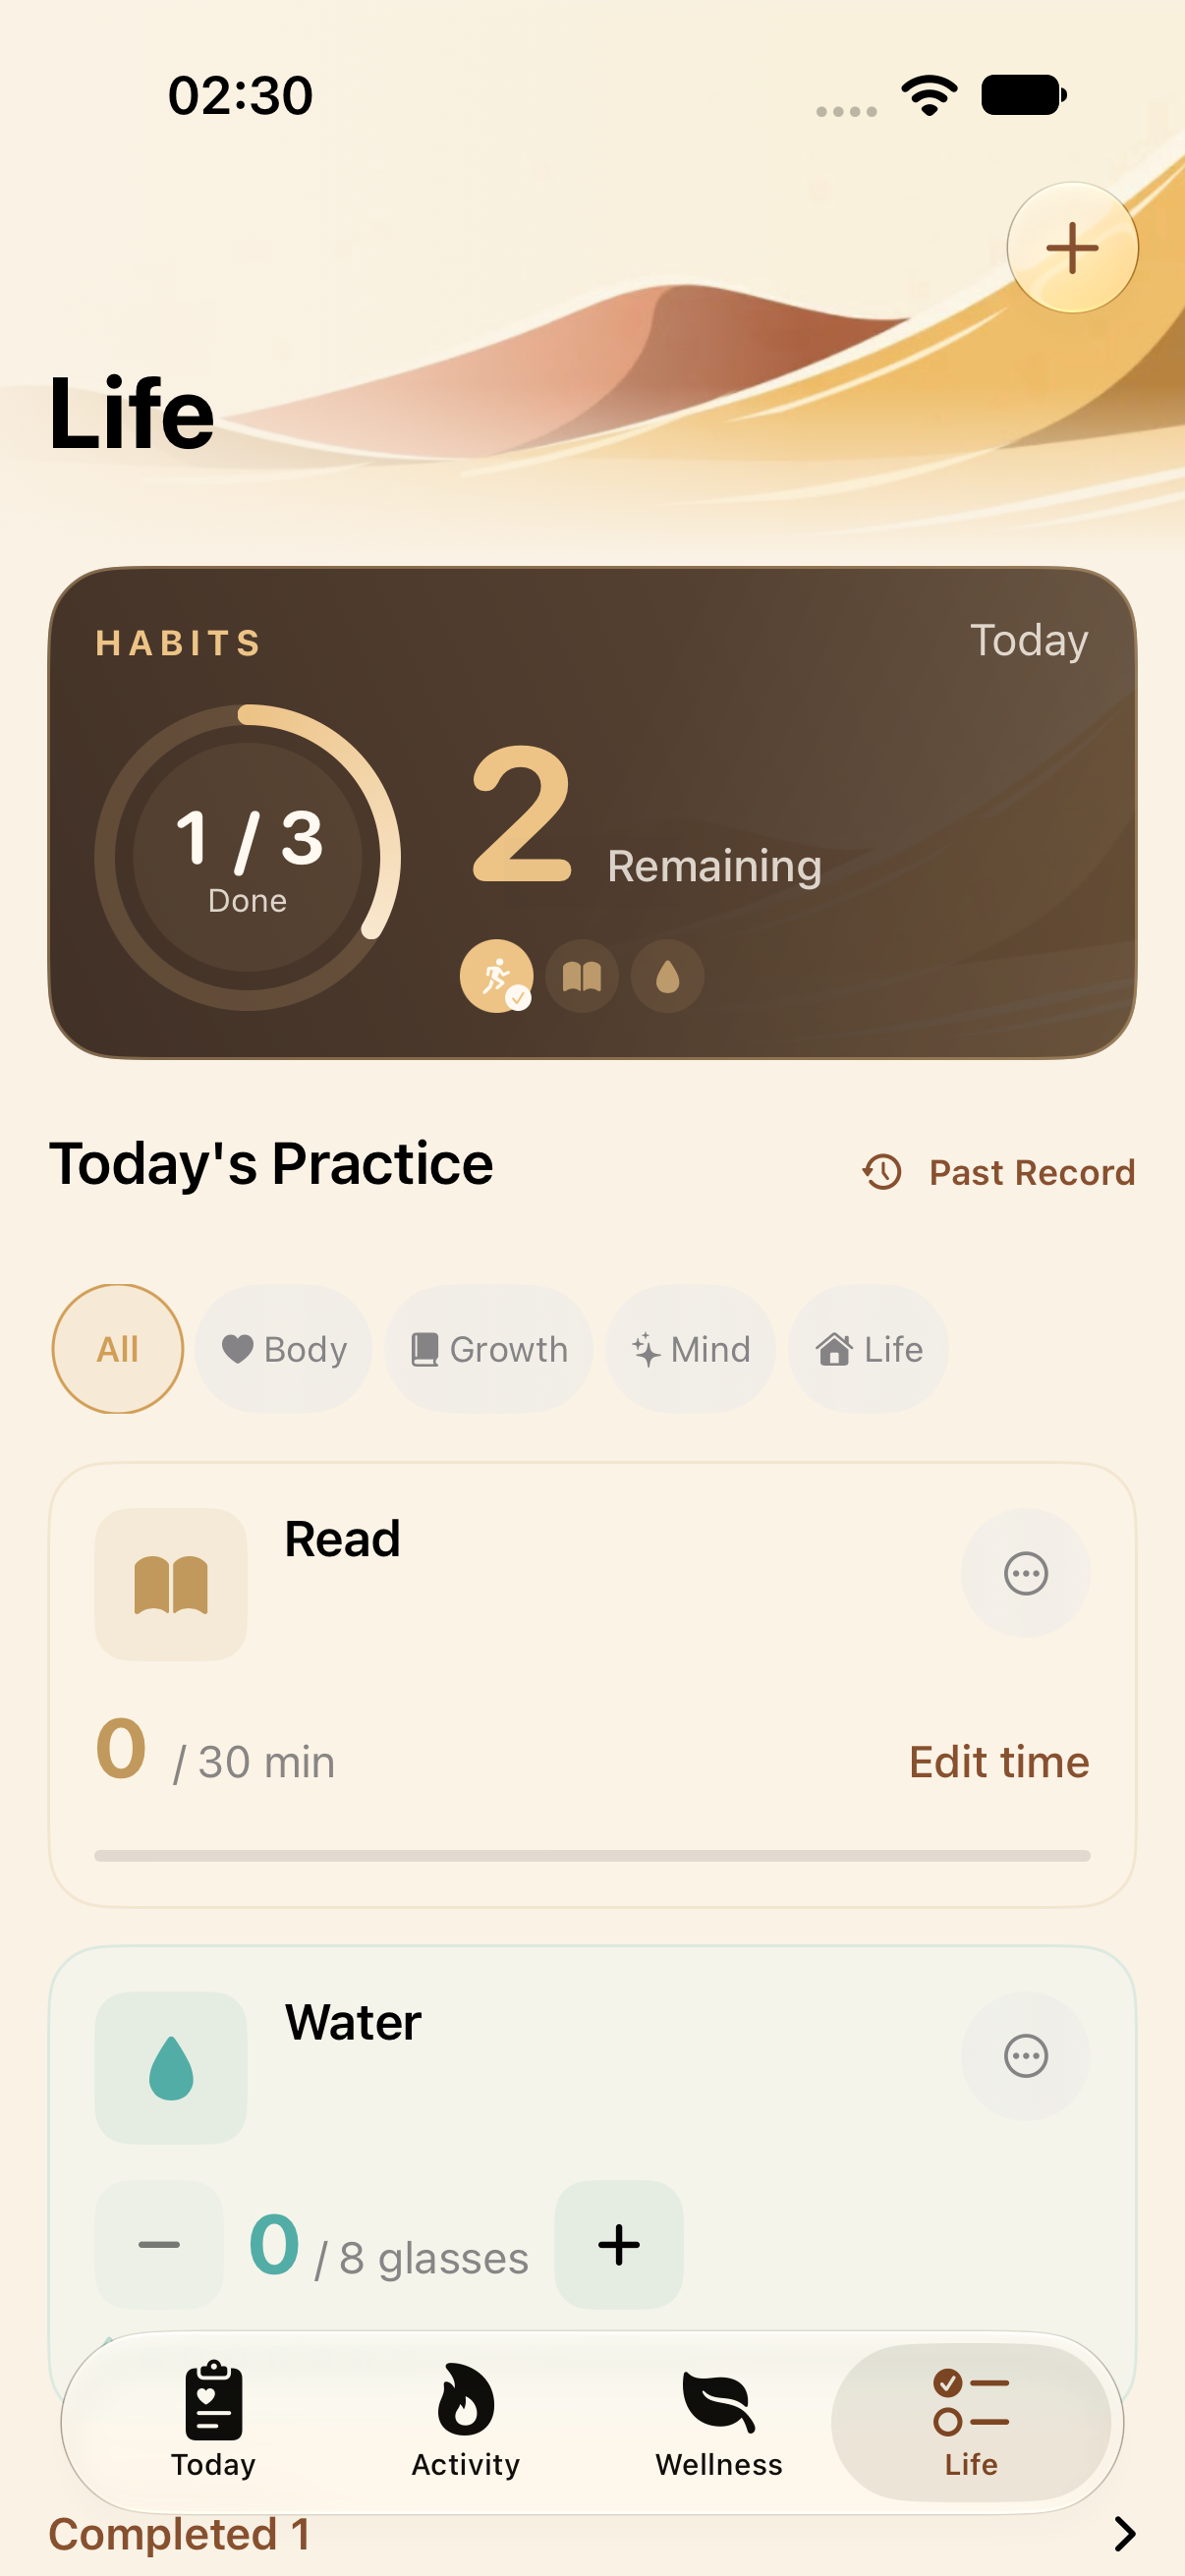 02:30
Life
HABITS
Today
1 / 3
Done
2 Remaining
Today's Practice
Past Record
All
Body
Growth
Mind
Life
Read
0 / 30 min
Edit time
Water
0 / 8 glasses
Today
Activity
Wellness
Life
Completed 1